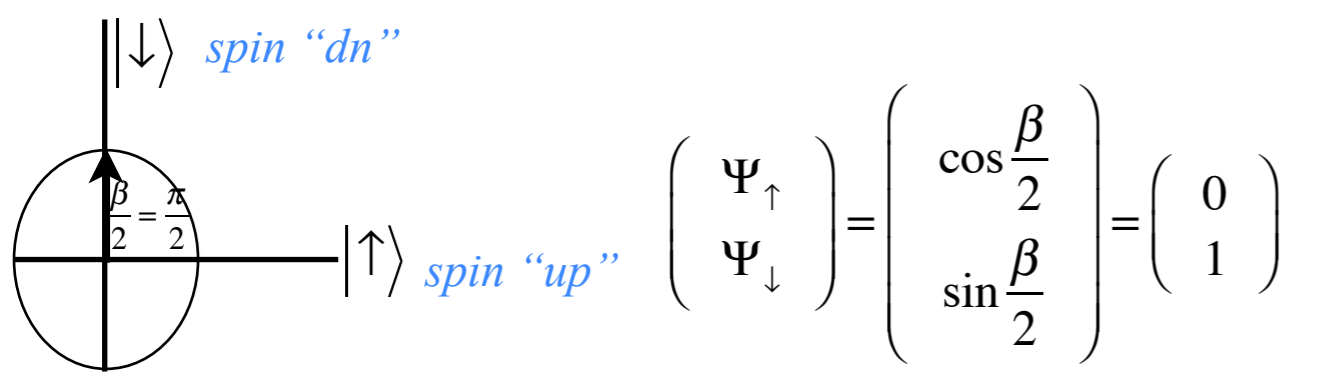 |↓⟩ spin “dn”
β/2 = π/2
|↑⟩ spin “up”
( Ψ↑ Ψ↓ ) = ( cos β/2 sin β/2 ) = ( 0 1 )